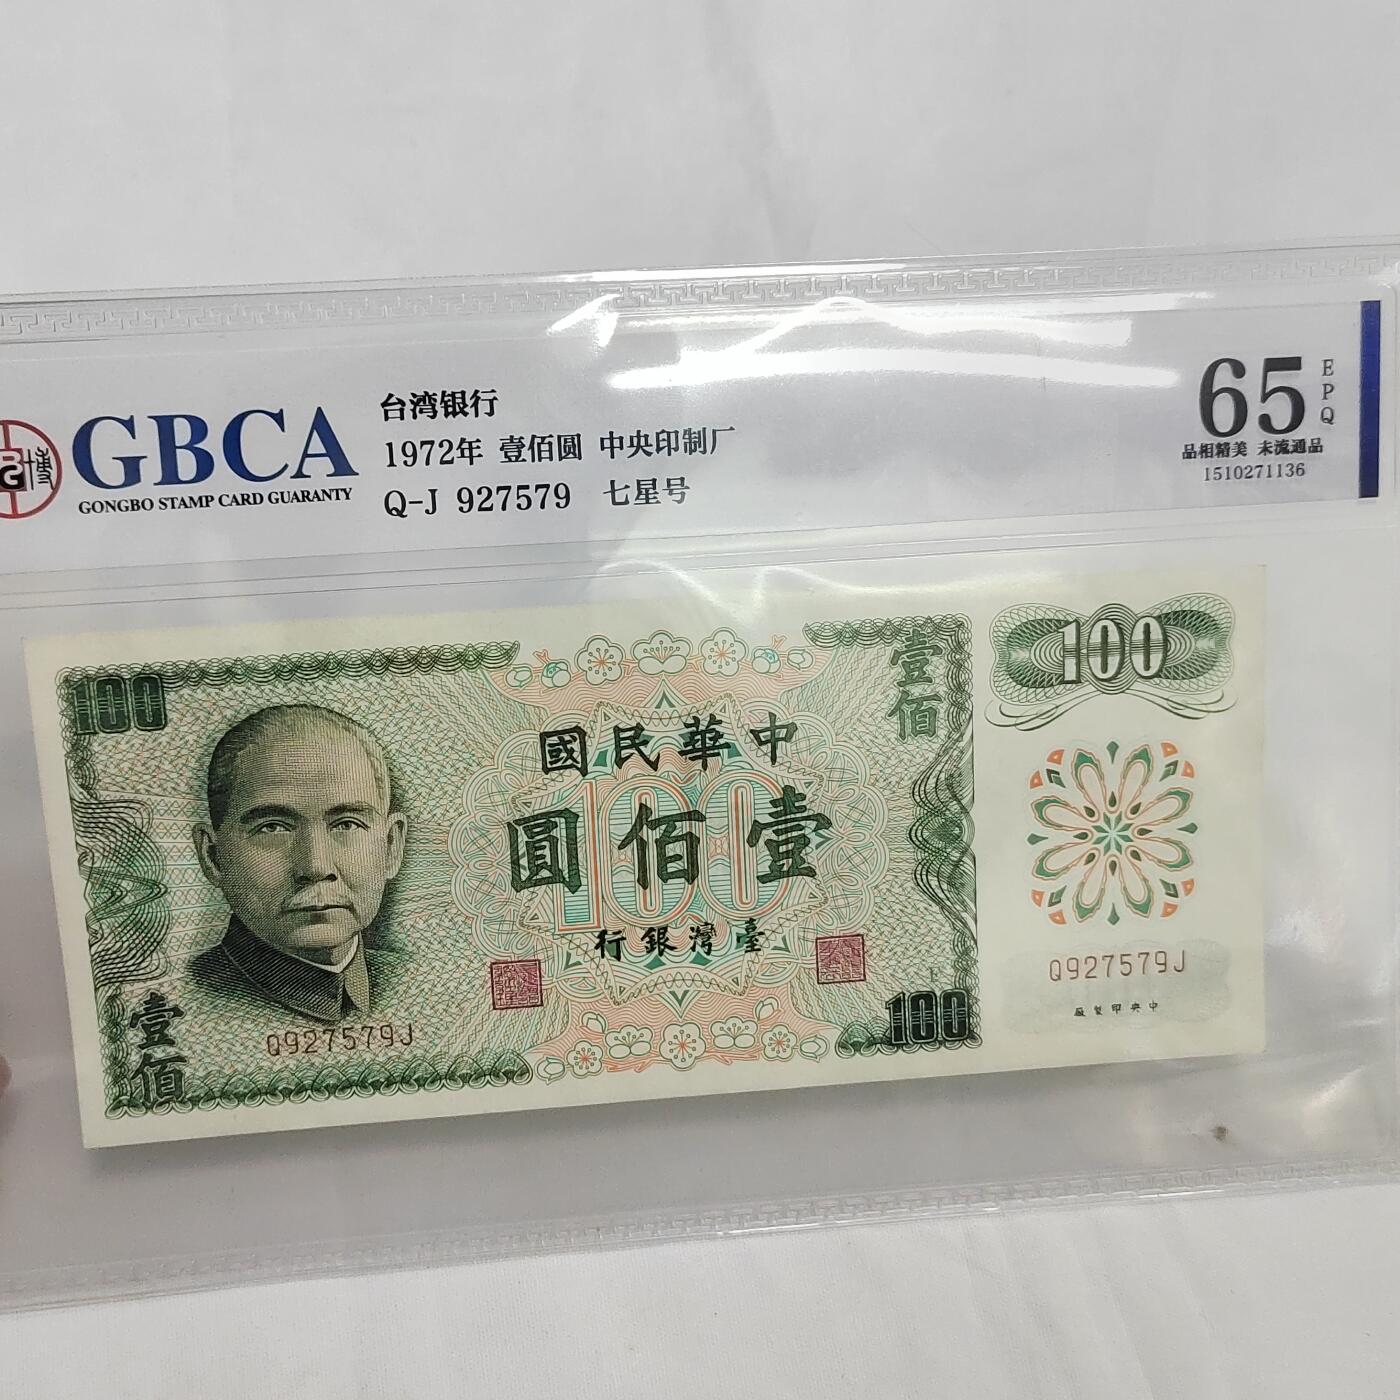 GBCA
GONGBO STAMP CARD GUARANTY
台湾银行
1972年 壹佰圆 中央印制厂
Q-J 927579 七星号
65
EPQ
品相精美 未流通品
1510271136
100
壹佰
100
國民華中
圓佰壹
行銀灣臺
Q927579J
壹佰
100
Q927579J
廠製印央中